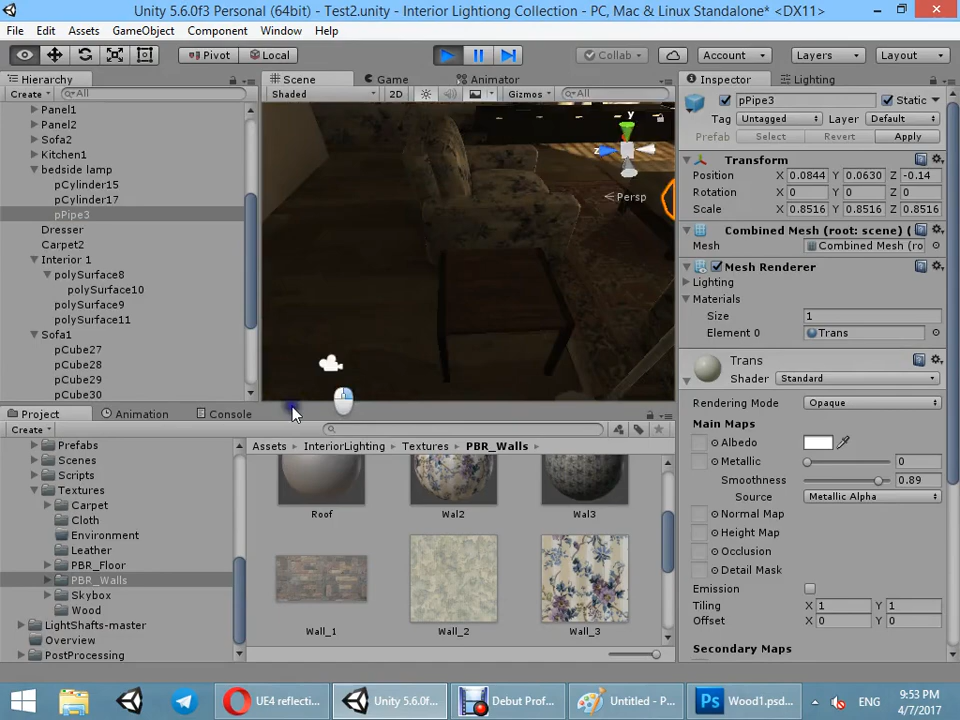 Unity 5.6.0f3 Personal (64bit) - Test2.unity - Interior Lightiong Collection - PC, Mac & Linux Standalone* <DX11>
File Edit Assets GameObject Component Window Help
Pivot Local Collab Account Layers Layout
Hierarchy
Create All
Panel1
Panel2
Sofa2
Kitchen1
bedside lamp
pCylinder15
pCylinder17
pPipe3
Dresser
Carpet2
Interior 1
polySurface8
polySurface10
polySurface9
polySurface11
Sofa1
pCube27
pCube28
pCube29
pCube30
Scene Game Animator
Shaded 2D Gizmos All
y
z
Persp
Inspector Lighting
pPipe3 Static
Tag Untagged Layer Default
Prefab Select Revert Apply
Transform
Position X 0.0844 Y 0.0630 Z -0.14
Rotation X 0 Y 0 Z 0
Scale X 0.8516 Y 0.8516 Z 0.8516
Combined Mesh (root: scene) (
Mesh Combined Mesh (ro
Mesh Renderer
Lighting
Materials
Size 1
Element 0 Trans
Trans
Shader Standard
Rendering Mode Opaque
Main Maps
Albedo
Metallic 0
Smoothness 0.89
Source Metallic Alpha
Normal Map
Height Map
Occlusion
Detail Mask
Emission
Tiling X 1 Y 1
Offset X 0 Y 0
Secondary Maps
Project Animation Console
Create
Prefabs
Scenes
Scripts
Textures
Carpet
Cloth
Environment
Leather
PBR_Floor
PBR_Walls
Skybox
Wood
LightShafts-master
Overview
PostProcessing
Assets InteriorLighting Textures PBR_Walls
Roof Wal2 Wal3
Wall_1 Wall_2 Wall_3
UE4 reflecti... Unity 5.6.0f... Debut Prof... Untitled - P... Wood1.psd... ENG
9:53 PM
4/7/2017